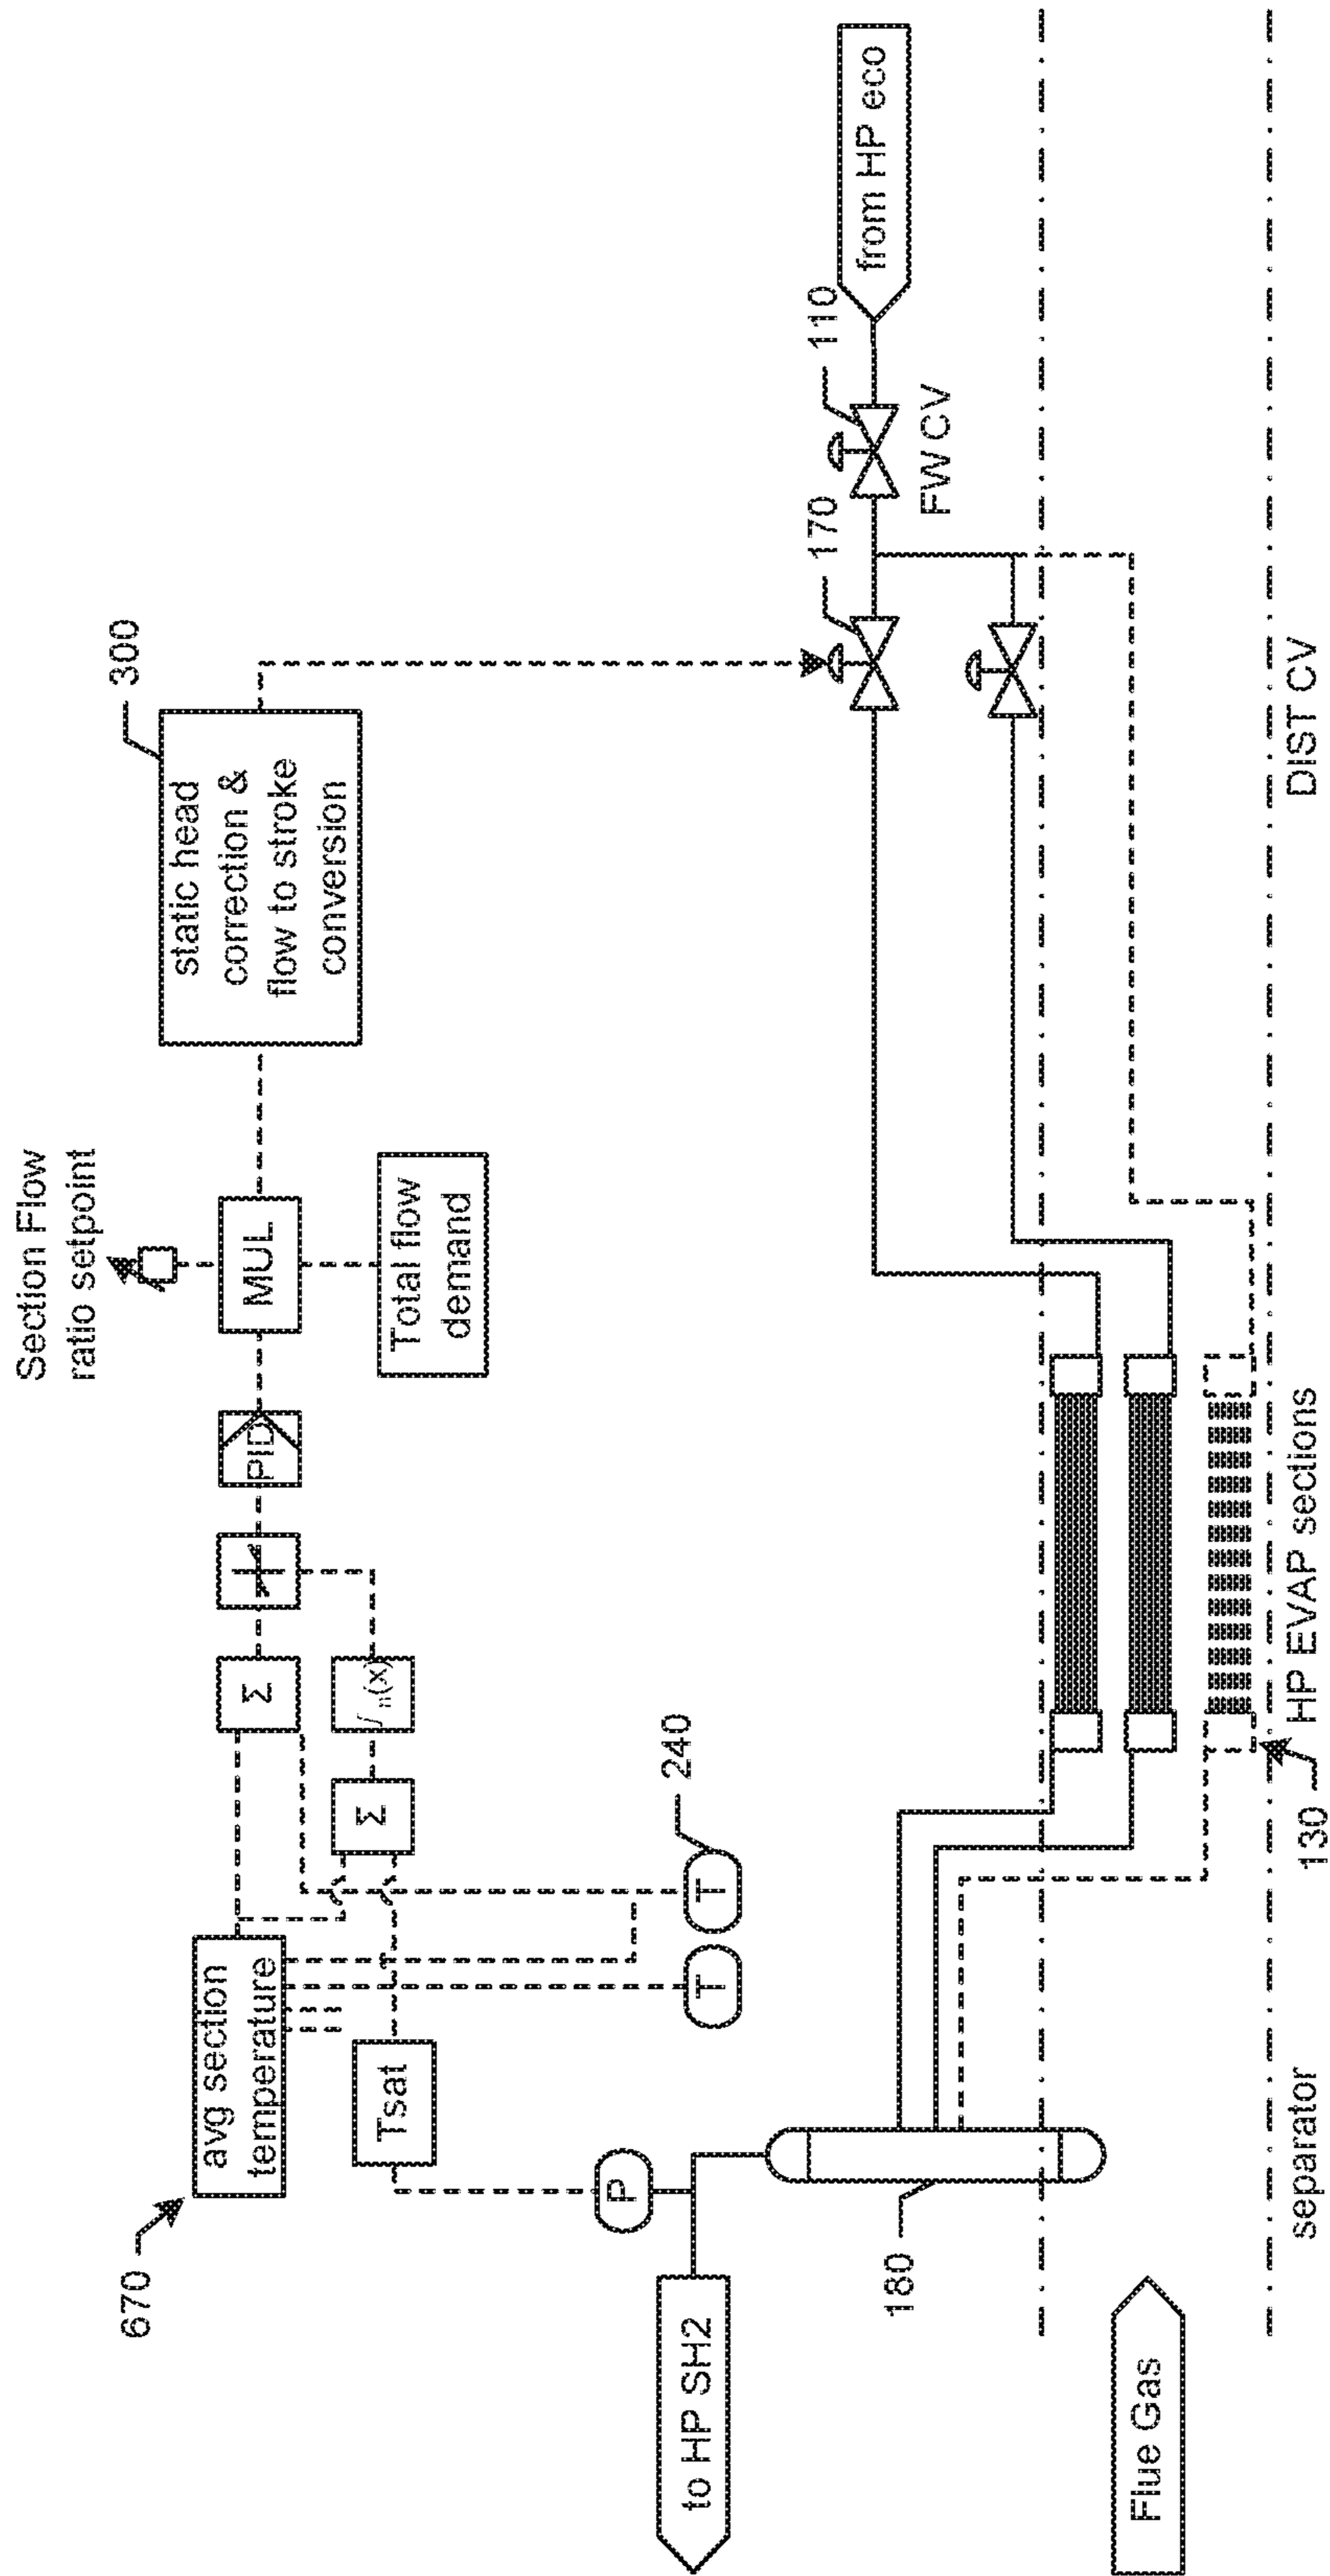 670
avg section
temperature
Tsat
P
T
T
240
Σ
Σ
PID
Section Flow
ratio setpoint
MUL
Total flow
demand
300
static head
correction &
flow to stroke
conversion
to HP SH2
180
170
110
FW CV
from HP eco
Flue Gas
separator
130
HP EVAP sections
DIST CV